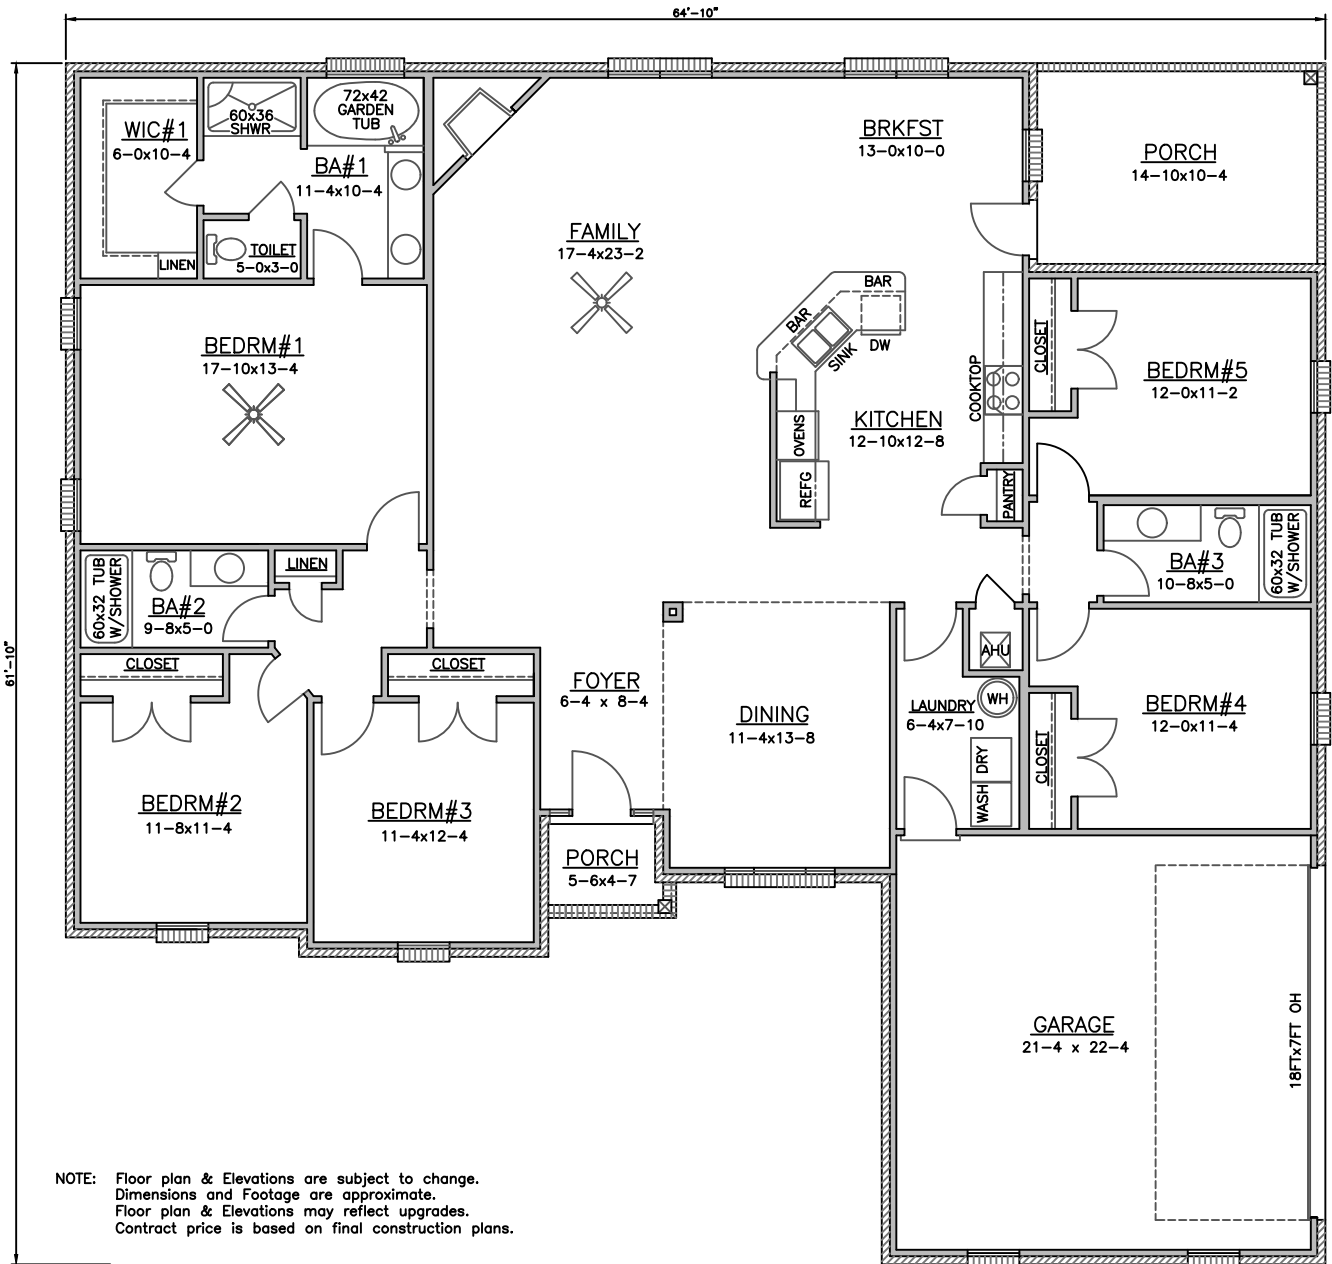 64'-10"
61'-10"
WIC#1
6-0x10-4
60x36
SHWR
72x42
GARDEN
TUB
BA#1
11-4x10-4
TOILET
5-0x3-0
LINEN
BRKFST
13-0x10-0
PORCH
14-10x10-4
FAMILY
17-4x23-2
BAR
BAR
SINK
DW
COOKTOP
KITCHEN
12-10x12-8
OVENS
REFG
PANTRY
BEDRM#1
17-10x13-4
CLOSET
BEDRM#5
12-0x11-2
60x32 TUB
W/SHOWER
BA#2
9-8x5-0
LINEN
BA#3
10-8x5-0
60x32 TUB
W/SHOWER
CLOSET
CLOSET
FOYER
6-4 x 8-4
DINING
11-4x13-8
AHU
WH
LAUNDRY
6-4x7-10
DRY
WASH
CLOSET
BEDRM#4
12-0x11-4
BEDRM#2
11-8x11-4
BEDRM#3
11-4x12-4
PORCH
5-6x4-7
GARAGE
21-4 x 22-4
18FTx7FT OH
NOTE: Floor plan & Elevations are subject to change.
Dimensions and Footage are approximate.
Floor plan & Elevations may reflect upgrades.
Contract price is based on final construction plans.